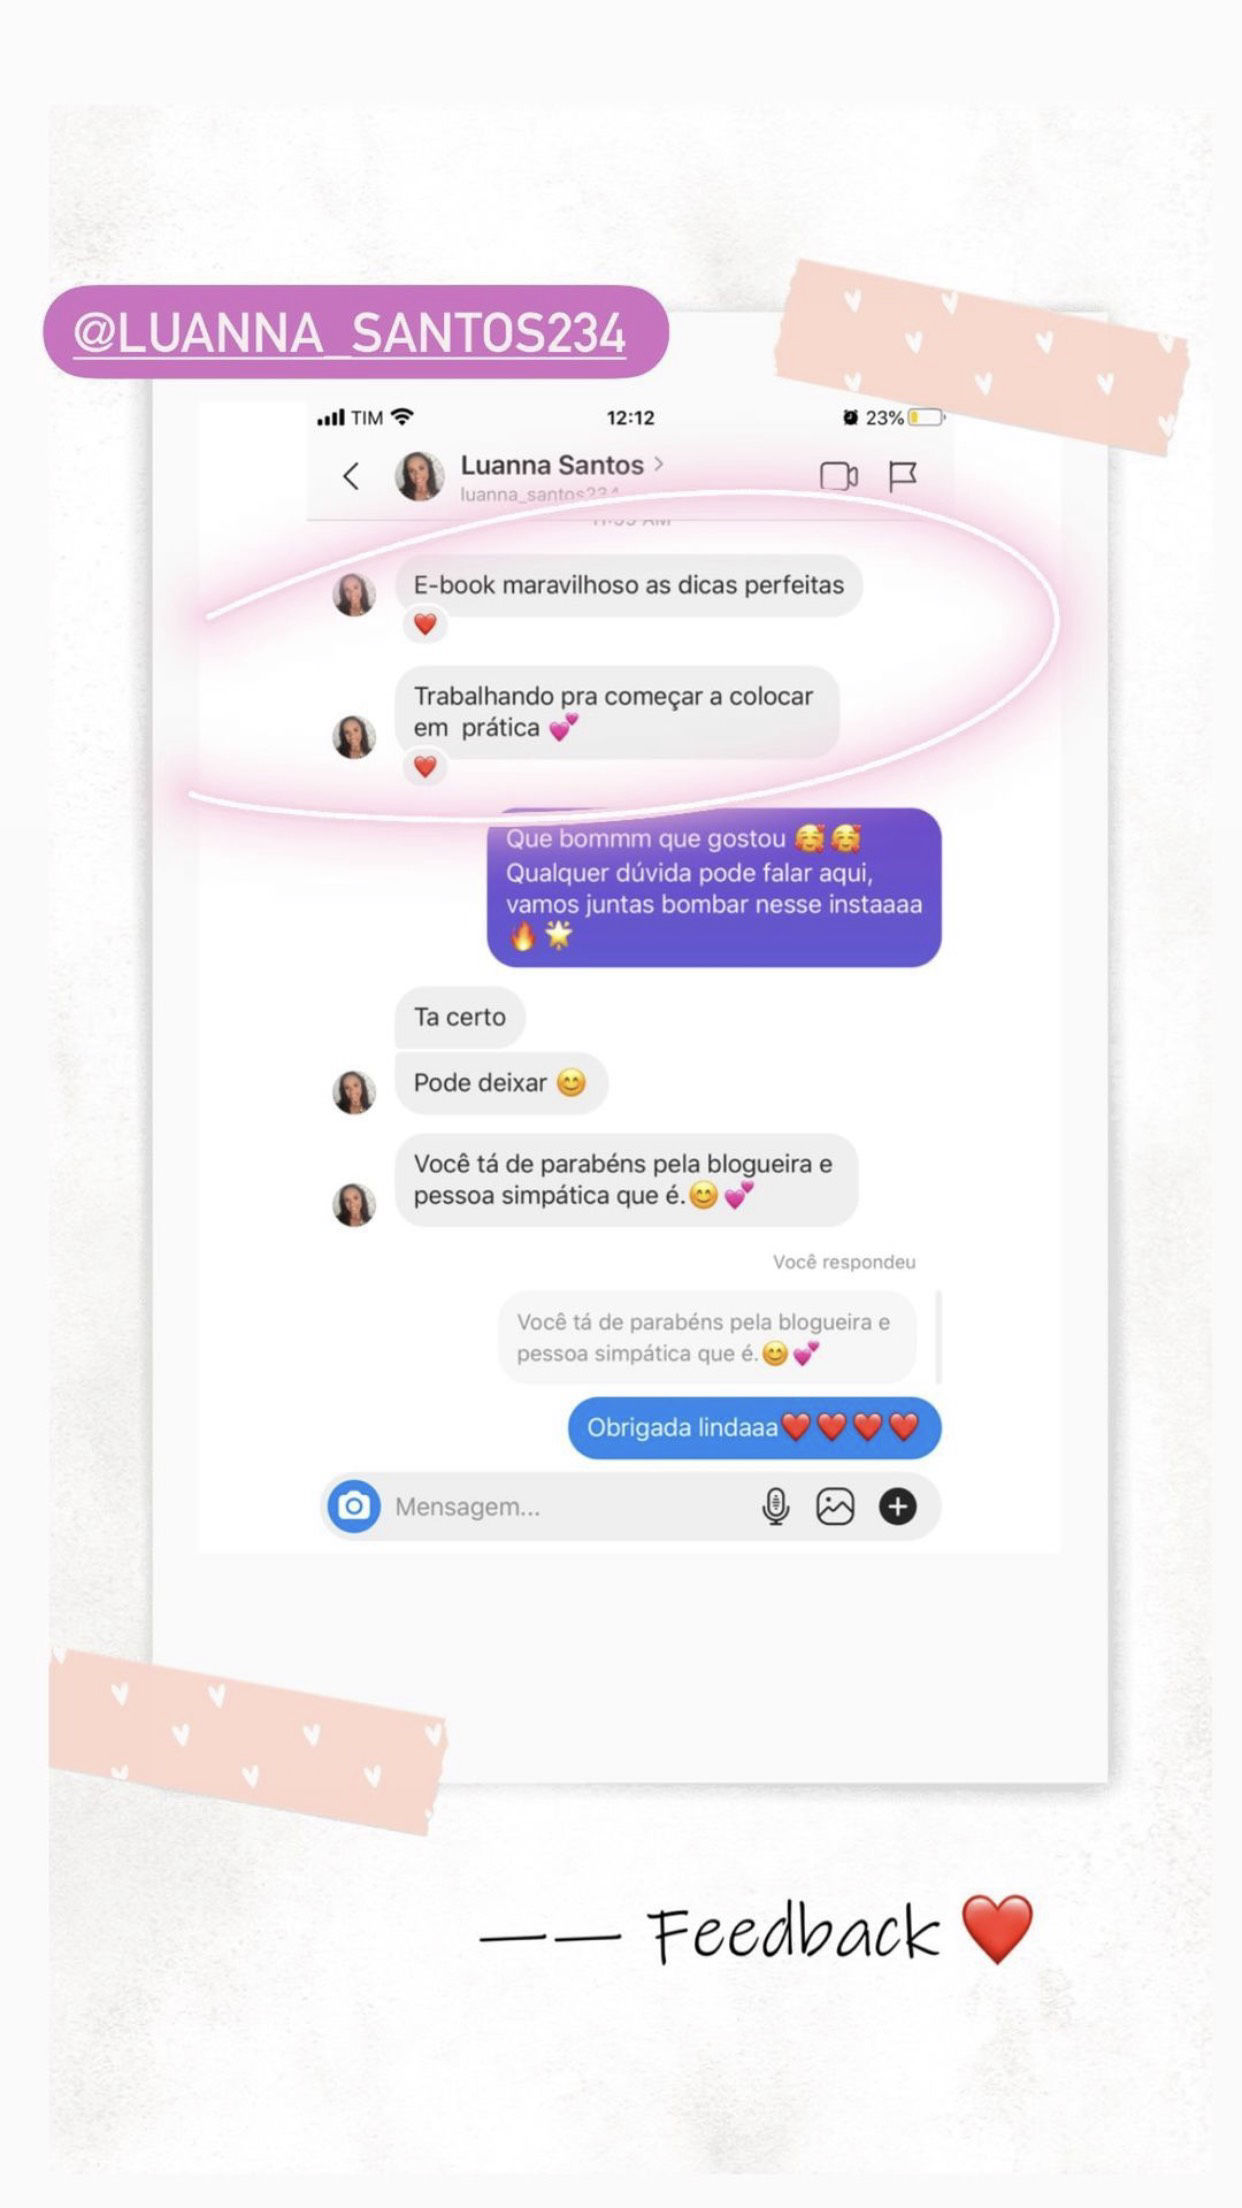 @LUANNA_SANTOS234
TIM
12:12
23%
Luanna Santos
luanna_santos234
E-book maravilhoso as dicas perfeitas
❤️
Trabalhando pra começar a colocar
em prática 💕
❤️
Que bommm que gostou 🥰🥰
Qualquer dúvida pode falar aqui,
vamos juntas bombar nesse instaaaa
🔥🌟
Ta certo
Pode deixar 😊
Você tá de parabéns pela blogueira e
pessoa simpática que é.😊💕
Você respondeu
Você tá de parabéns pela blogueira e
pessoa simpática que é.😊💕
Obrigada lindaaa❤️❤️❤️❤️
Mensagem...
—— Feedback ❤️